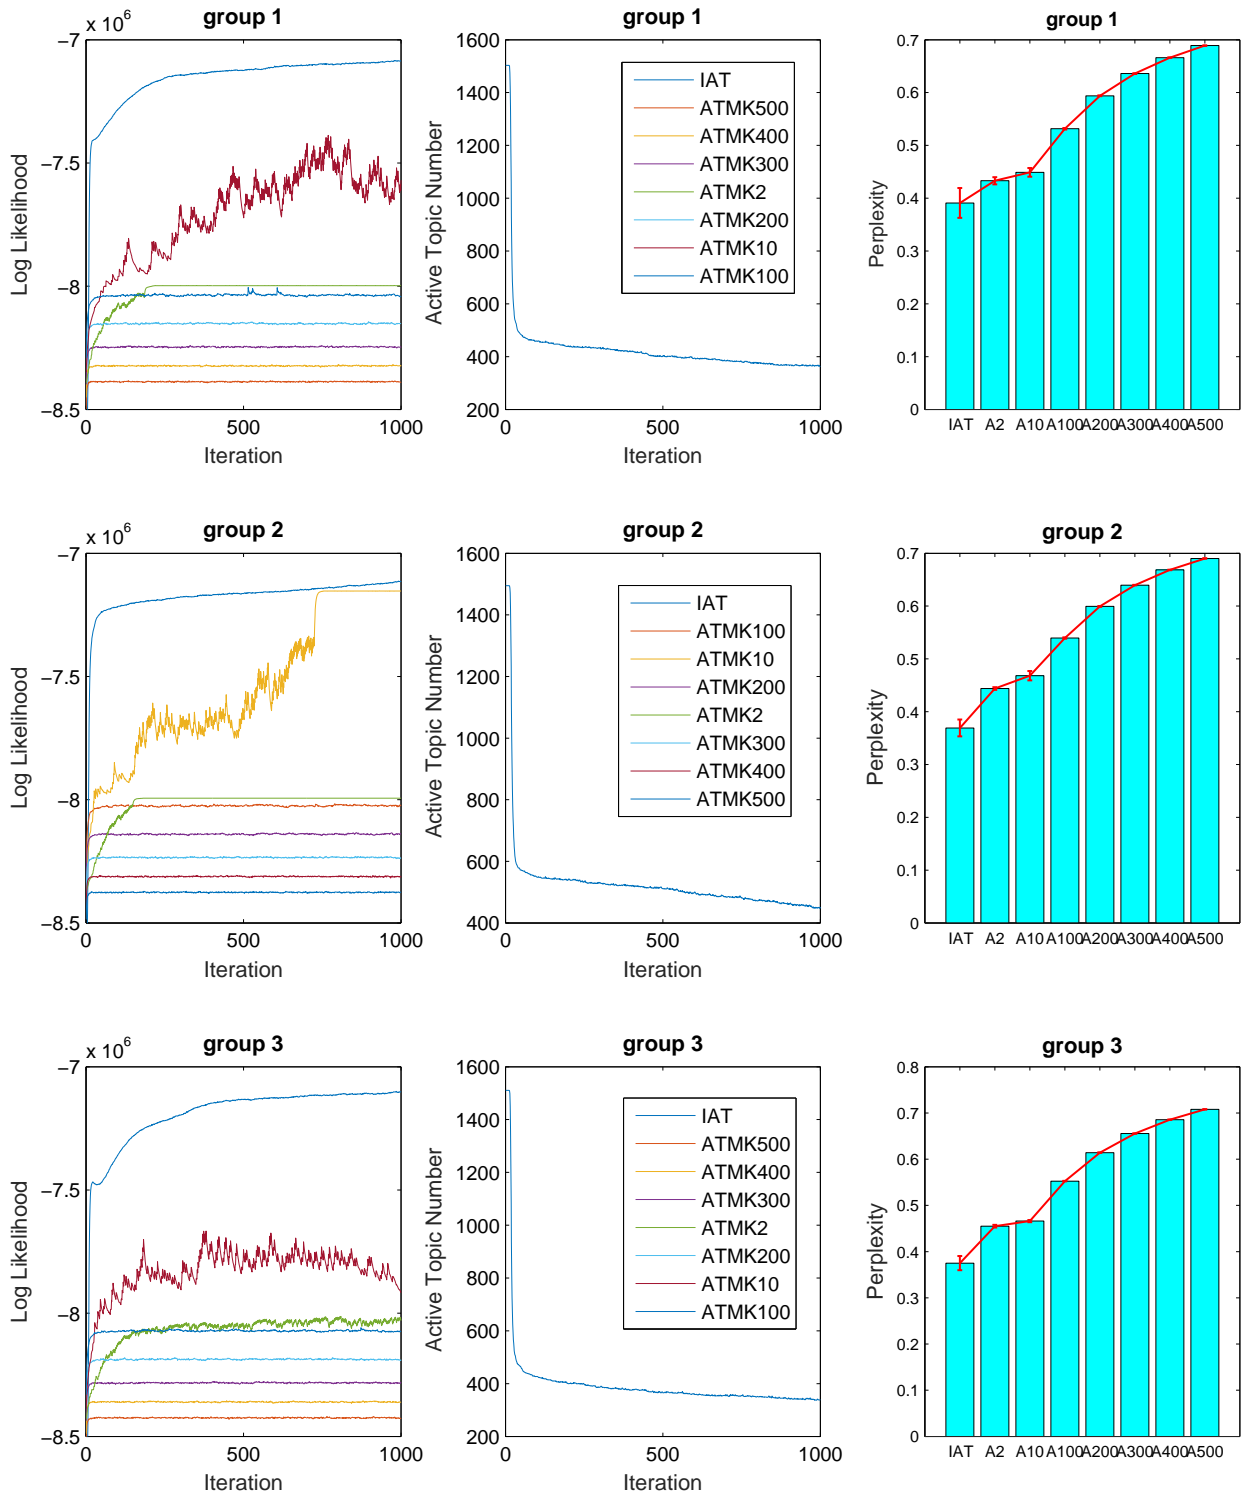 group 1
x 10^6
−7
−7.5
−8
−8.5
Log Likelihood
0
500
1000
Iteration
group 1
1600
1400
1200
1000
800
600
400
200
Active Topic Number
IAT
ATMK500
ATMK400
ATMK300
ATMK2
ATMK200
ATMK10
ATMK100
0
500
1000
Iteration
group 1
0.7
0.6
0.5
0.4
0.3
0.2
0.1
0
Perplexity
IAT A2 A10 A100 A200 A300 A400 A500
group 2
x 10^6
−7
−7.5
−8
−8.5
Log Likelihood
0
500
1000
Iteration
group 2
1600
1400
1200
1000
800
600
400
Active Topic Number
IAT
ATMK100
ATMK10
ATMK200
ATMK2
ATMK300
ATMK400
ATMK500
0
500
1000
Iteration
group 2
0.7
0.6
0.5
0.4
0.3
0.2
0.1
0
Perplexity
IAT A2 A10 A100 A200 A300 A400 A500
group 3
x 10^6
−7
−7.5
−8
−8.5
Log Likelihood
0
500
1000
Iteration
group 3
1600
1400
1200
1000
800
600
400
200
Active Topic Number
IAT
ATMK500
ATMK400
ATMK300
ATMK2
ATMK200
ATMK10
ATMK100
0
500
1000
Iteration
group 3
0.8
0.7
0.6
0.5
0.4
0.3
0.2
0.1
0
Perplexity
IAT A2 A10 A100 A200 A300 A400 A500